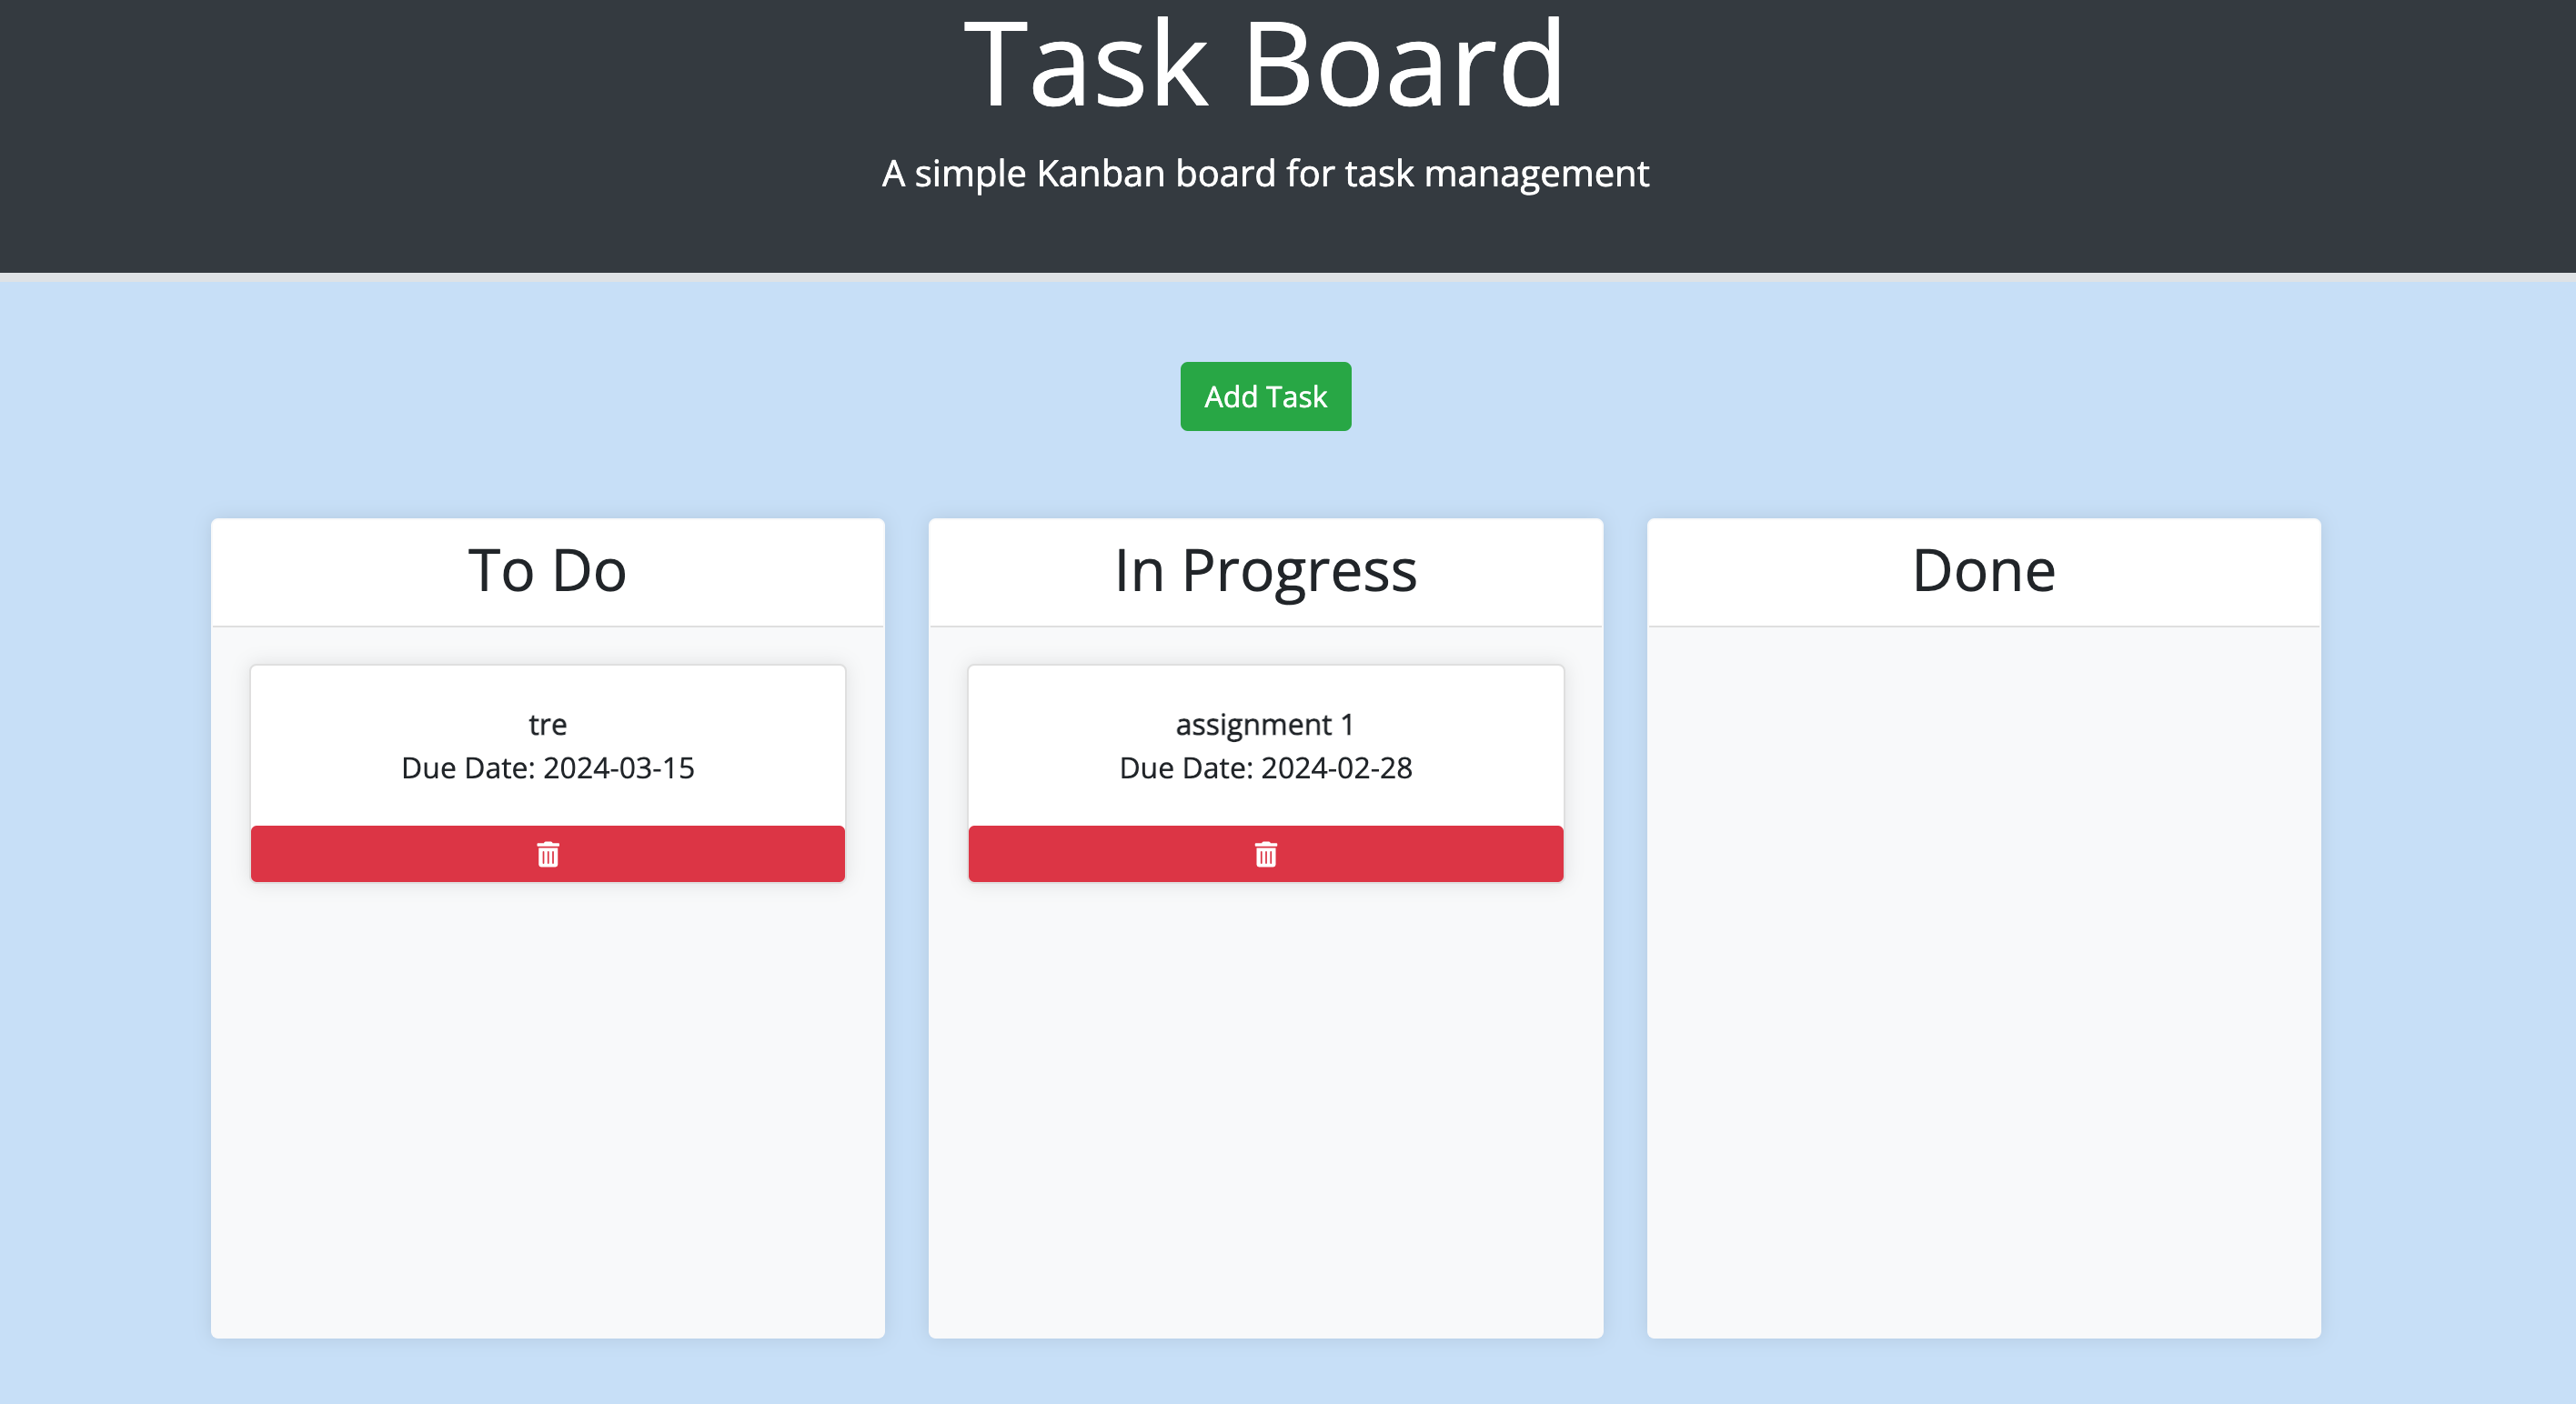 Task Board
A simple Kanban board for task management
Add Task
To Do
tre
Due Date: 2024-03-15
In Progress
assignment 1
Due Date: 2024-02-28
Done